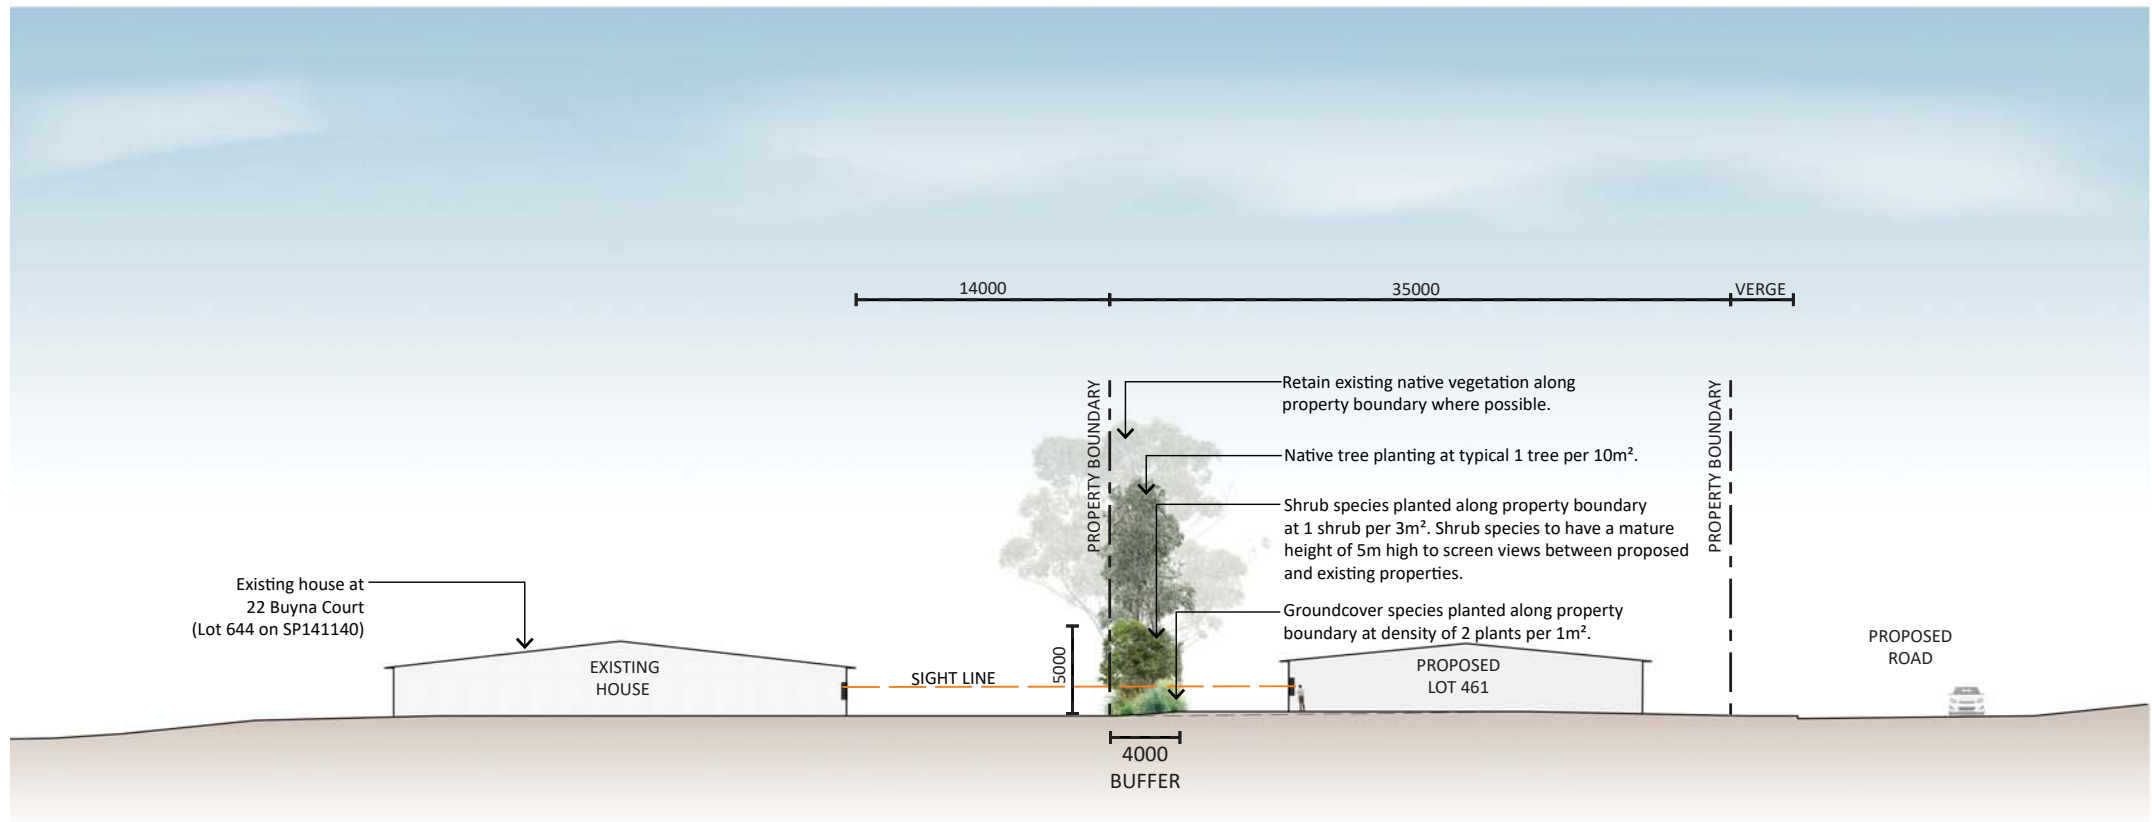 14000
35000
VERGE
PROPERTY BOUNDARY
PROPERTY BOUNDARY
Retain existing native vegetation along
property boundary where possible.
Native tree planting at typical 1 tree per 10m².
Shrub species planted along property boundary
at 1 shrub per 3m². Shrub species to have a mature
height of 5m high to screen views between proposed
and existing properties.
Groundcover species planted along property
boundary at density of 2 plants per 1m².
Existing house at
22 Buyna Court
(Lot 644 on SP141140)
EXISTING
HOUSE
SIGHT LINE
5000
PROPOSED
LOT 461
PROPOSED
ROAD
4000
BUFFER